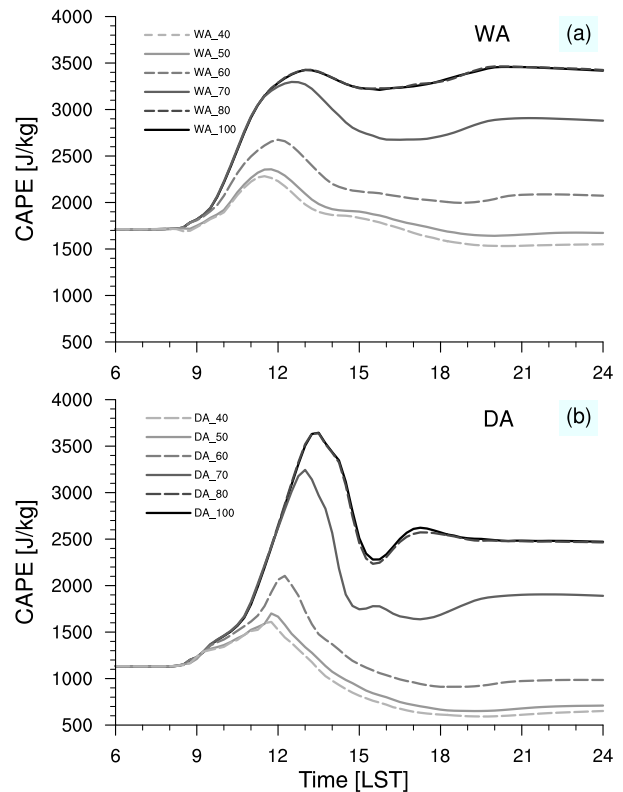 4000
WA_40
WA
(a)
3500
WA_50
WA_60
3000
WA_70
WA_80
2500
WA_100
CAPE [J/kg]
2000
1500
1000
500
6 9 12 15 18 21 24
4000
DA_40
DA
(b)
3500
DA_50
DA_60
3000
DA_70
DA_80
2500
DA_100
CAPE [J/kg]
2000
1500
1000
500
6 9 12 15 18 21 24
Time [LST]